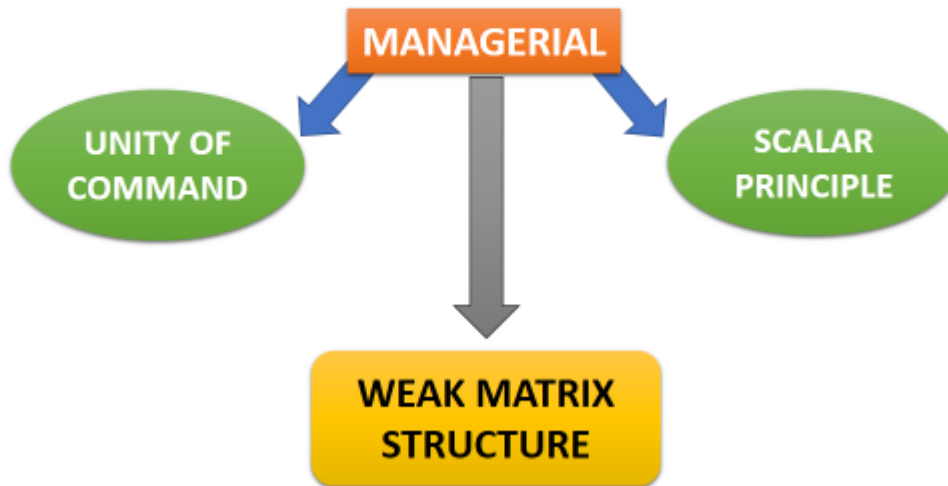 MANAGERIAL
UNITY OF
COMMAND
SCALAR
PRINCIPLE
WEAK MATRIX
STRUCTURE